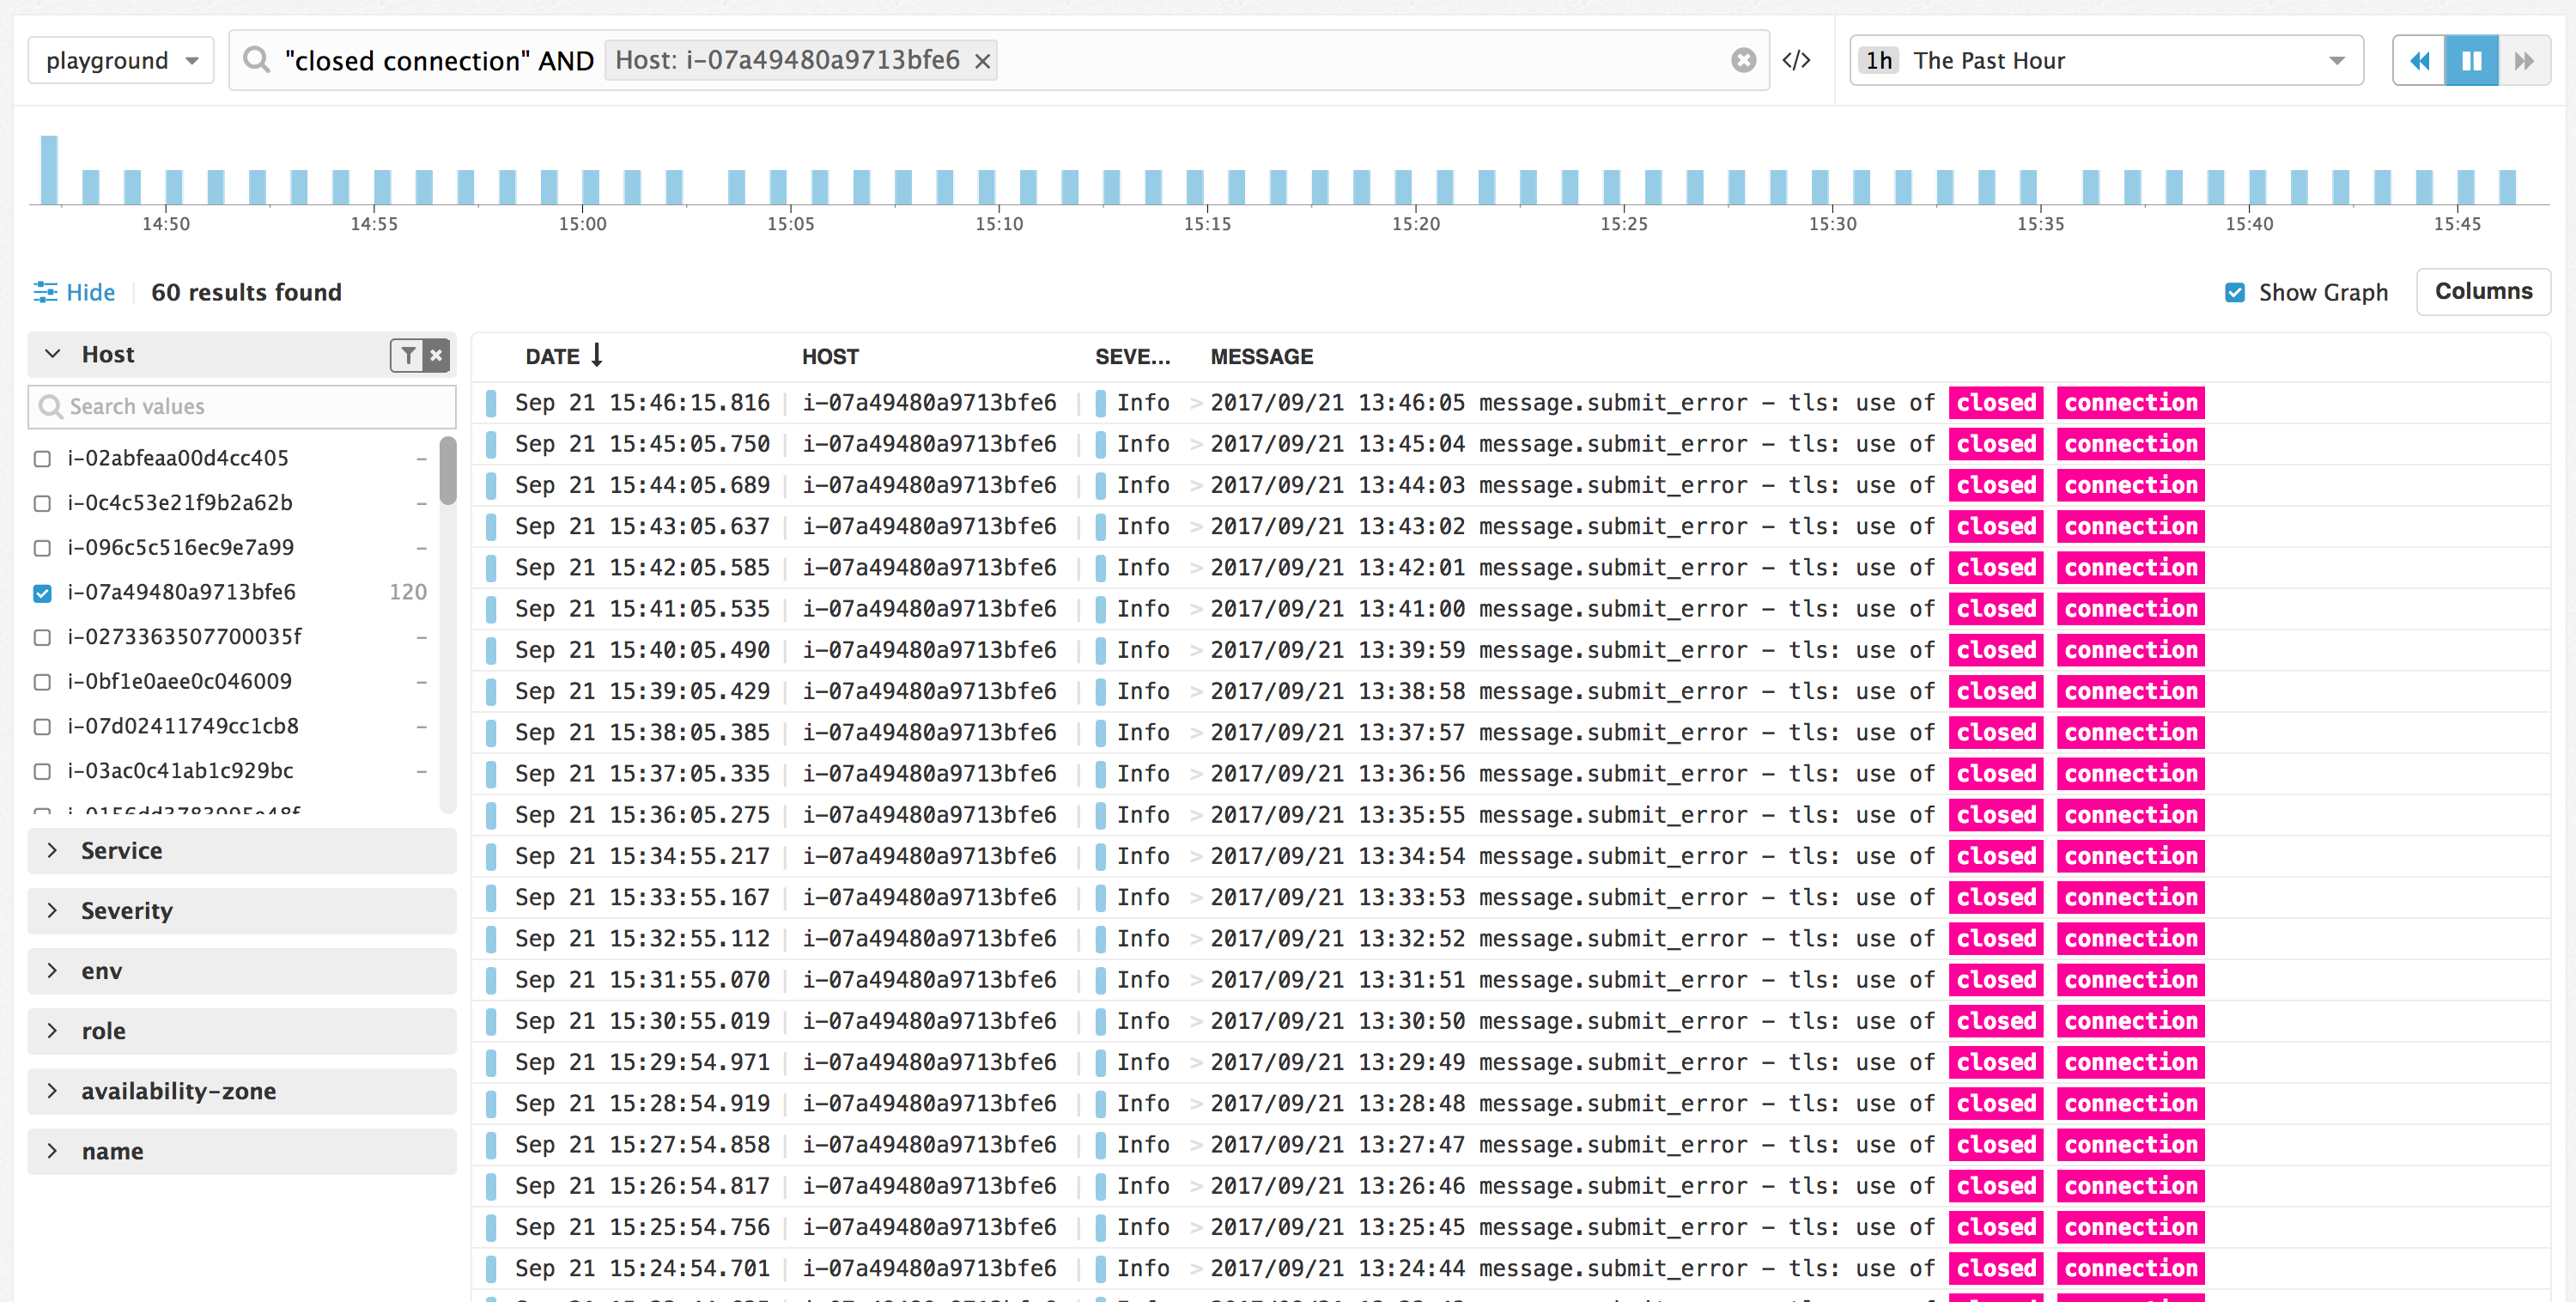 playground "closed connection" AND Host: i-07a49480a9713bfe6 × </> 1h The Past Hour
14:50 14:55 15:00 15:05 15:10 15:15 15:20 15:25 15:30 15:35 15:40 15:45
Hide 60 results found Show Graph Columns
Host
Search values
i-02abfeaa00d4cc405 –
i-0c4c53e21f9b2a62b –
i-096c5c516ec9e7a99 –
i-07a49480a9713bfe6 120
i-0273363507700035f –
i-0bf1e0aee0c046009 –
i-07d02411749cc1cb8 –
i-03ac0c41ab1c929bc –
Service
Severity
env
role
availability-zone
name
DATE ↓ HOST SEVE... MESSAGE
Sep 21 15:46:15.816 i-07a49480a9713bfe6 Info > 2017/09/21 13:46:05 message.submit_error - tls: use of closed connection
Sep 21 15:45:05.750 i-07a49480a9713bfe6 Info > 2017/09/21 13:45:04 message.submit_error - tls: use of closed connection
Sep 21 15:44:05.689 i-07a49480a9713bfe6 Info > 2017/09/21 13:44:03 message.submit_error - tls: use of closed connection
Sep 21 15:43:05.637 i-07a49480a9713bfe6 Info > 2017/09/21 13:43:02 message.submit_error - tls: use of closed connection
Sep 21 15:42:05.585 i-07a49480a9713bfe6 Info > 2017/09/21 13:42:01 message.submit_error - tls: use of closed connection
Sep 21 15:41:05.535 i-07a49480a9713bfe6 Info > 2017/09/21 13:41:00 message.submit_error - tls: use of closed connection
Sep 21 15:40:05.490 i-07a49480a9713bfe6 Info > 2017/09/21 13:39:59 message.submit_error - tls: use of closed connection
Sep 21 15:39:05.429 i-07a49480a9713bfe6 Info > 2017/09/21 13:38:58 message.submit_error - tls: use of closed connection
Sep 21 15:38:05.385 i-07a49480a9713bfe6 Info > 2017/09/21 13:37:57 message.submit_error - tls: use of closed connection
Sep 21 15:37:05.335 i-07a49480a9713bfe6 Info > 2017/09/21 13:36:56 message.submit_error - tls: use of closed connection
Sep 21 15:36:05.275 i-07a49480a9713bfe6 Info > 2017/09/21 13:35:55 message.submit_error - tls: use of closed connection
Sep 21 15:34:55.217 i-07a49480a9713bfe6 Info > 2017/09/21 13:34:54 message.submit_error - tls: use of closed connection
Sep 21 15:33:55.167 i-07a49480a9713bfe6 Info > 2017/09/21 13:33:53 message.submit_error - tls: use of closed connection
Sep 21 15:32:55.112 i-07a49480a9713bfe6 Info > 2017/09/21 13:32:52 message.submit_error - tls: use of closed connection
Sep 21 15:31:55.070 i-07a49480a9713bfe6 Info > 2017/09/21 13:31:51 message.submit_error - tls: use of closed connection
Sep 21 15:30:55.019 i-07a49480a9713bfe6 Info > 2017/09/21 13:30:50 message.submit_error - tls: use of closed connection
Sep 21 15:29:54.971 i-07a49480a9713bfe6 Info > 2017/09/21 13:29:49 message.submit_error - tls: use of closed connection
Sep 21 15:28:54.919 i-07a49480a9713bfe6 Info > 2017/09/21 13:28:48 message.submit_error - tls: use of closed connection
Sep 21 15:27:54.858 i-07a49480a9713bfe6 Info > 2017/09/21 13:27:47 message.submit_error - tls: use of closed connection
Sep 21 15:26:54.817 i-07a49480a9713bfe6 Info > 2017/09/21 13:26:46 message.submit_error - tls: use of closed connection
Sep 21 15:25:54.756 i-07a49480a9713bfe6 Info > 2017/09/21 13:25:45 message.submit_error - tls: use of closed connection
Sep 21 15:24:54.701 i-07a49480a9713bfe6 Info > 2017/09/21 13:24:44 message.submit_error - tls: use of closed connection